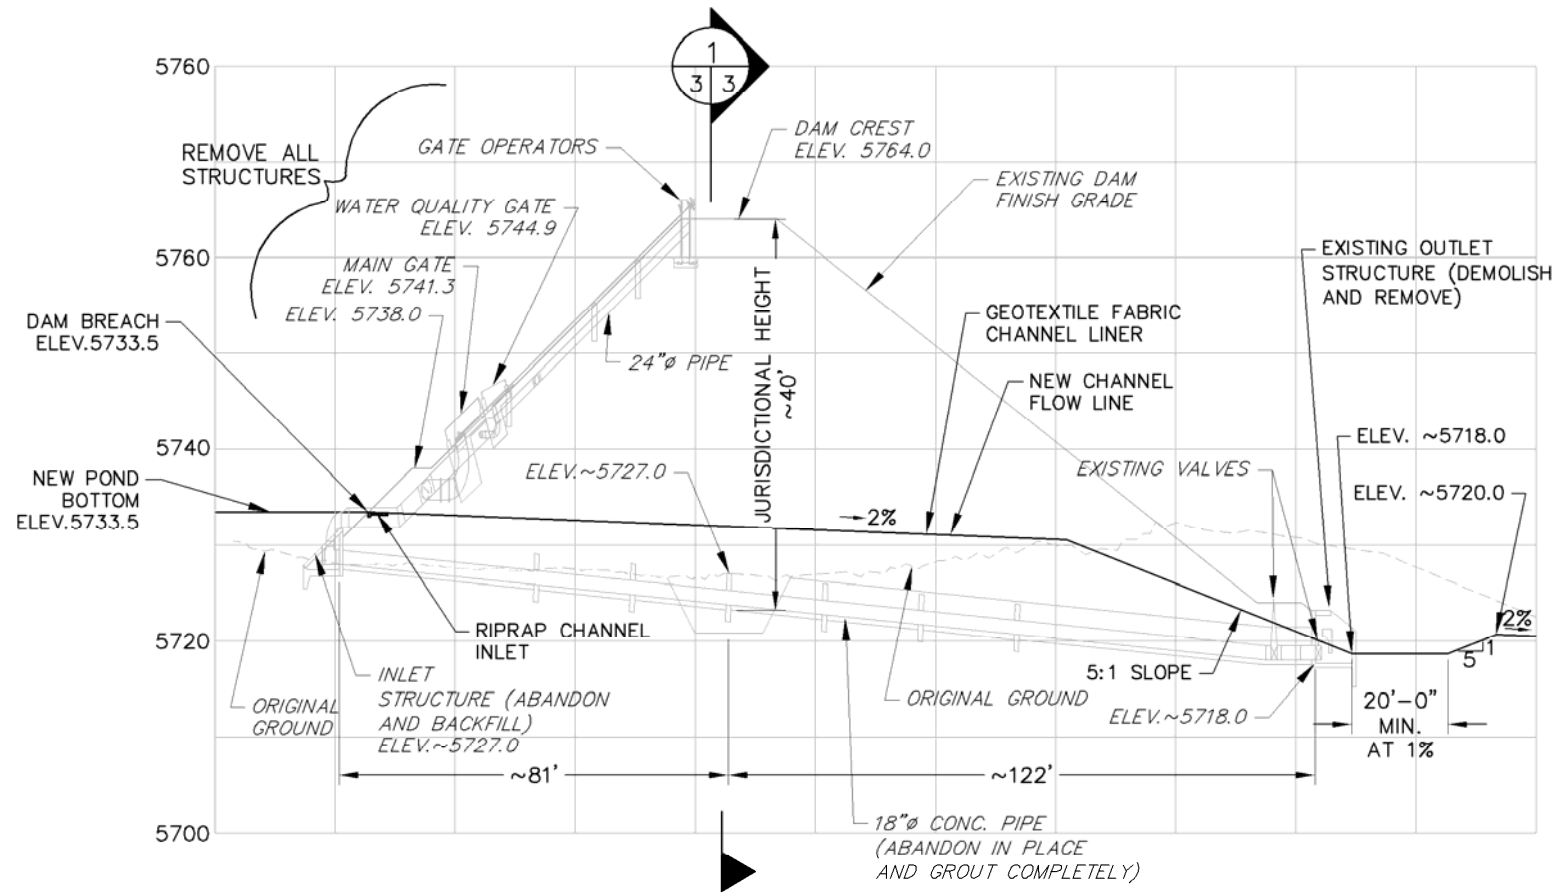 1
3 3
5760
DAM CREST
ELEV. 5764.0
GATE OPERATORS
REMOVE ALL
STRUCTURES
EXISTING DAM
FINISH GRADE
WATER QUALITY GATE
ELEV. 5744.9
5760
MAIN GATE
ELEV. 5741.3
ELEV. 5738.0
EXISTING OUTLET
STRUCTURE (DEMOLISH
AND REMOVE)
DAM BREACH
ELEV.5733.5
GEOTEXTILE FABRIC
CHANNEL LINER
24"ø PIPE
JURISDICTIONAL HEIGHT
~40'
NEW CHANNEL
FLOW LINE
5740
ELEV. ~5718.0
NEW POND
BOTTOM
ELEV.5733.5
ELEV.~5727.0
EXISTING VALVES
ELEV. ~5720.0
2%
2%
5720
RIPRAP CHANNEL
INLET
5
1
5:1 SLOPE
INLET
STRUCTURE (ABANDON
AND BACKFILL)
ELEV.~5727.0
ORIGINAL
GROUND
ORIGINAL GROUND
ELEV.~5718.0
20'-0"
MIN.
AT 1%
~81'
~122'
5700
18"ø CONC. PIPE
(ABANDON IN PLACE
AND GROUT COMPLETELY)